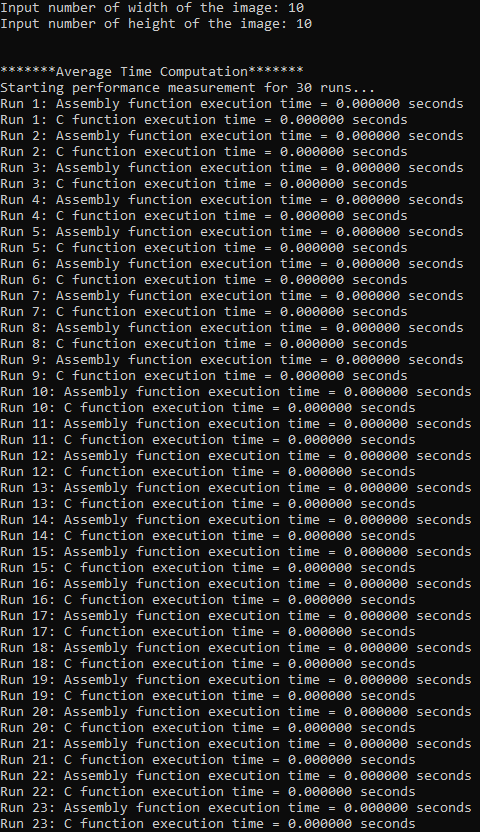 Input number of width of the image: 10
Input number of height of the image: 10
*******Average Time Computation*******
Starting performance measurement for 30 runs...
Run 1: Assembly function execution time = 0.000000 seconds
Run 1: C function execution time = 0.000000 seconds
Run 2: Assembly function execution time = 0.000000 seconds
Run 2: C function execution time = 0.000000 seconds
Run 3: Assembly function execution time = 0.000000 seconds
Run 3: C function execution time = 0.000000 seconds
Run 4: Assembly function execution time = 0.000000 seconds
Run 4: C function execution time = 0.000000 seconds
Run 5: Assembly function execution time = 0.000000 seconds
Run 5: C function execution time = 0.000000 seconds
Run 6: Assembly function execution time = 0.000000 seconds
Run 6: C function execution time = 0.000000 seconds
Run 7: Assembly function execution time = 0.000000 seconds
Run 7: C function execution time = 0.000000 seconds
Run 8: Assembly function execution time = 0.000000 seconds
Run 8: C function execution time = 0.000000 seconds
Run 9: Assembly function execution time = 0.000000 seconds
Run 9: C function execution time = 0.000000 seconds
Run 10: Assembly function execution time = 0.000000 seconds
Run 10: C function execution time = 0.000000 seconds
Run 11: Assembly function execution time = 0.000000 seconds
Run 11: C function execution time = 0.000000 seconds
Run 12: Assembly function execution time = 0.000000 seconds
Run 12: C function execution time = 0.000000 seconds
Run 13: Assembly function execution time = 0.000000 seconds
Run 13: C function execution time = 0.000000 seconds
Run 14: Assembly function execution time = 0.000000 seconds
Run 14: C function execution time = 0.000000 seconds
Run 15: Assembly function execution time = 0.000000 seconds
Run 15: C function execution time = 0.000000 seconds
Run 16: Assembly function execution time = 0.000000 seconds
Run 16: C function execution time = 0.000000 seconds
Run 17: Assembly function execution time = 0.000000 seconds
Run 17: C function execution time = 0.000000 seconds
Run 18: Assembly function execution time = 0.000000 seconds
Run 18: C function execution time = 0.000000 seconds
Run 19: Assembly function execution time = 0.000000 seconds
Run 19: C function execution time = 0.000000 seconds
Run 20: Assembly function execution time = 0.000000 seconds
Run 20: C function execution time = 0.000000 seconds
Run 21: Assembly function execution time = 0.000000 seconds
Run 21: C function execution time = 0.000000 seconds
Run 22: Assembly function execution time = 0.000000 seconds
Run 22: C function execution time = 0.000000 seconds
Run 23: Assembly function execution time = 0.000000 seconds
Run 23: C function execution time = 0.000000 seconds